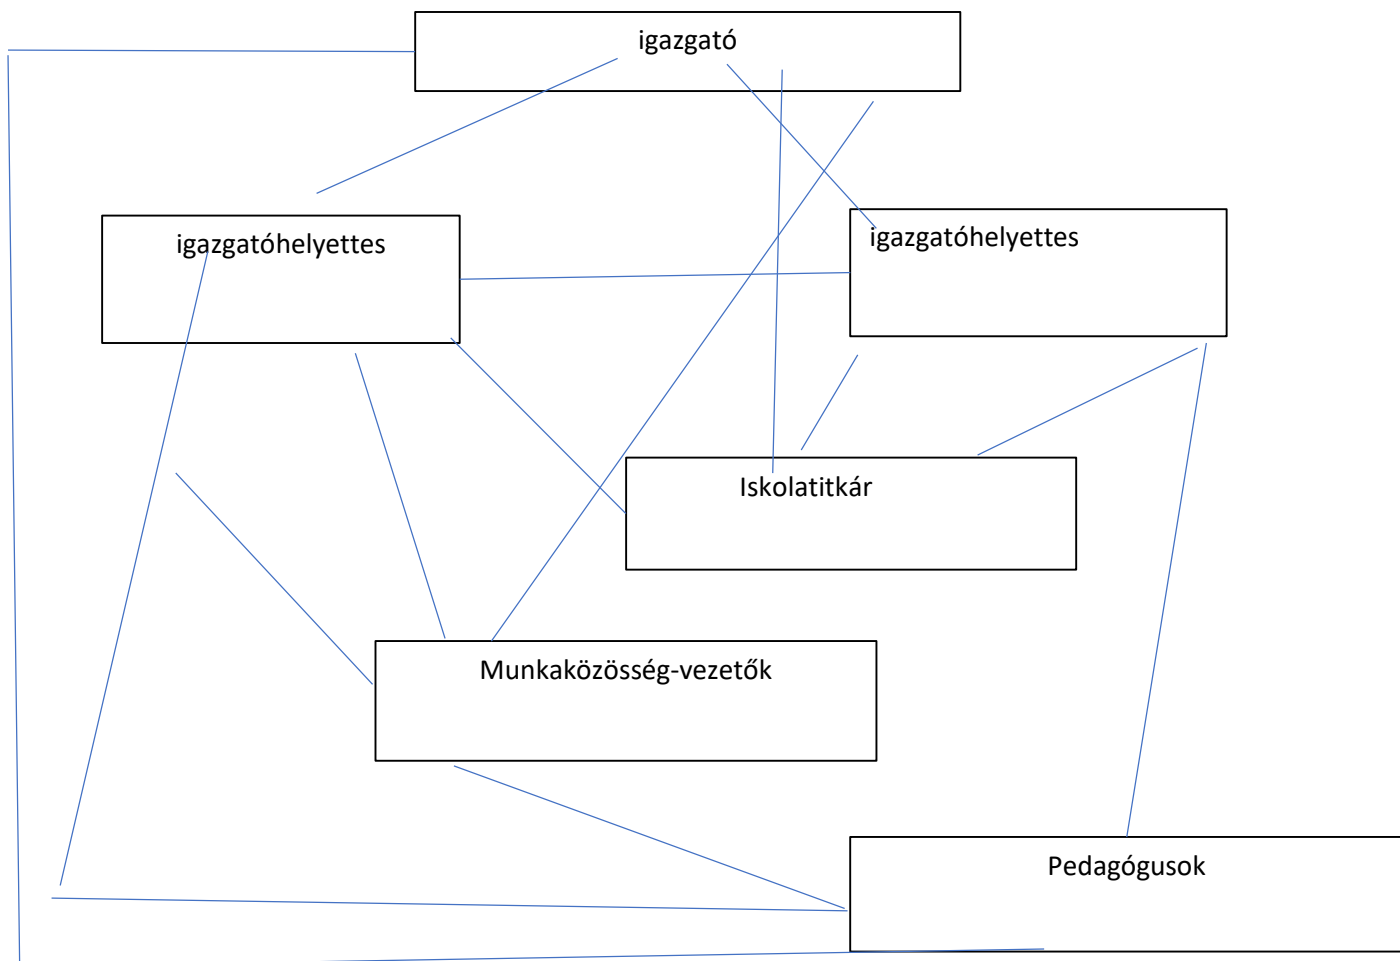 igazgató
igazgatóhelyettes
igazgatóhelyettes
Iskolatitkár
Munkaközösség-vezetők
Pedagógusok